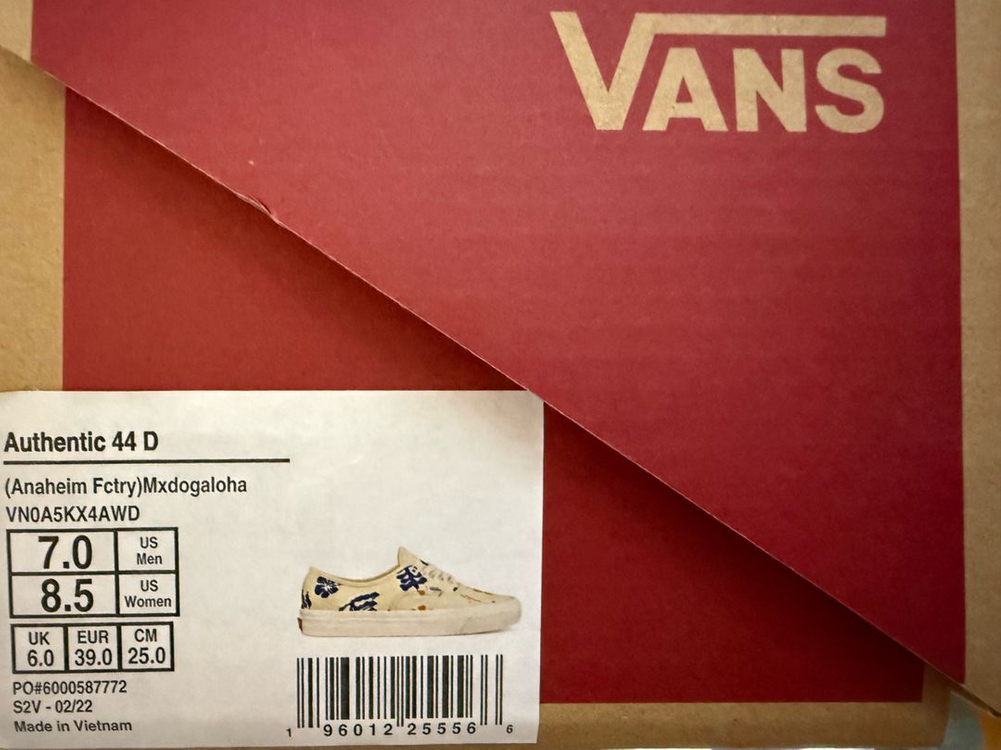 VANS
Authentic 44 D
(Anaheim Fctry)Mxdogaloha
VN0A5KX4AWD
7.0 US Men
8.5 US Women
UK EUR CM
6.0 39.0 25.0
PO#6000587772
S2V - 02/22
Made in Vietnam
1 96012 25556 6